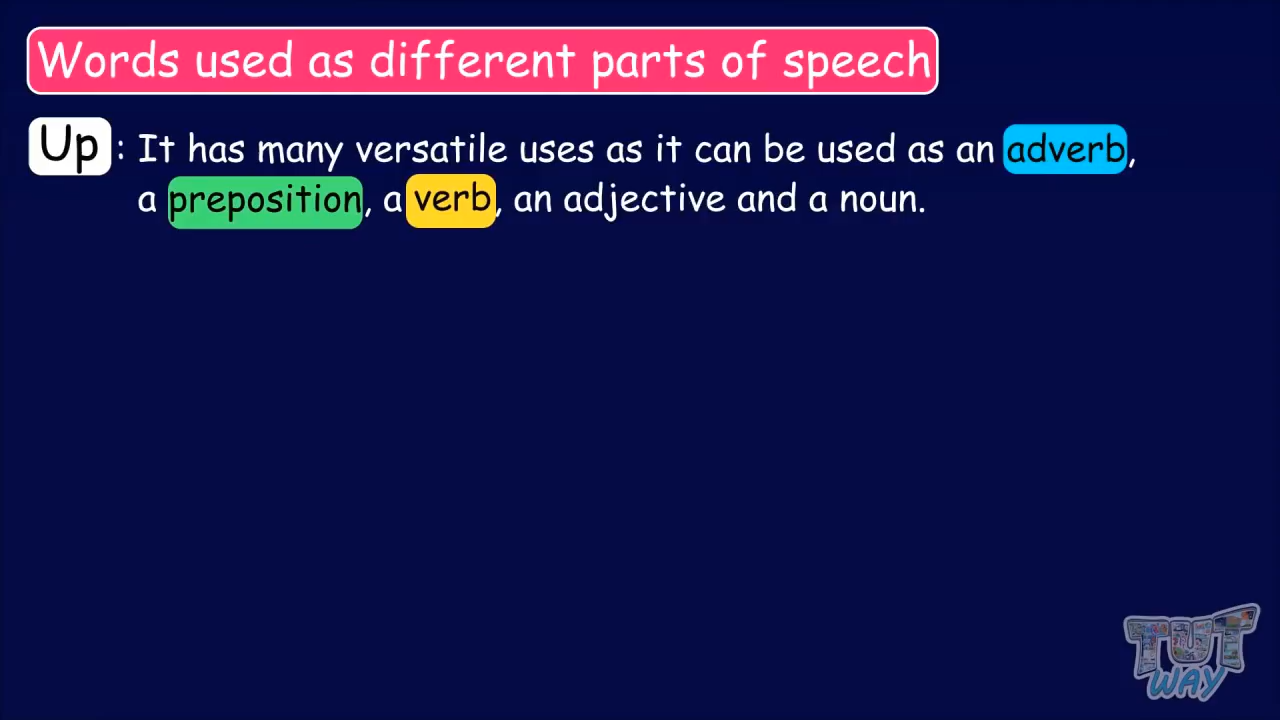 Words used as different parts of speech
Up : It has many versatile uses as it can be used as an adverb,
a preposition, a verb, an adjective and a noun.
TUT
WAY